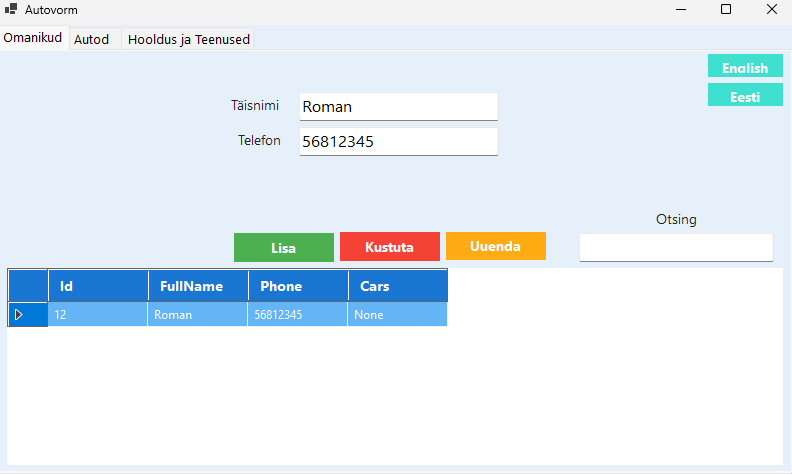 Autovorm
Omanikud Autod Hooldus ja Teenused
English
Eesti
Täisnimi Roman
Telefon 56812345
Otsing
Lisa Kustuta Uuenda
Id FullName Phone Cars
12 Roman 56812345 None